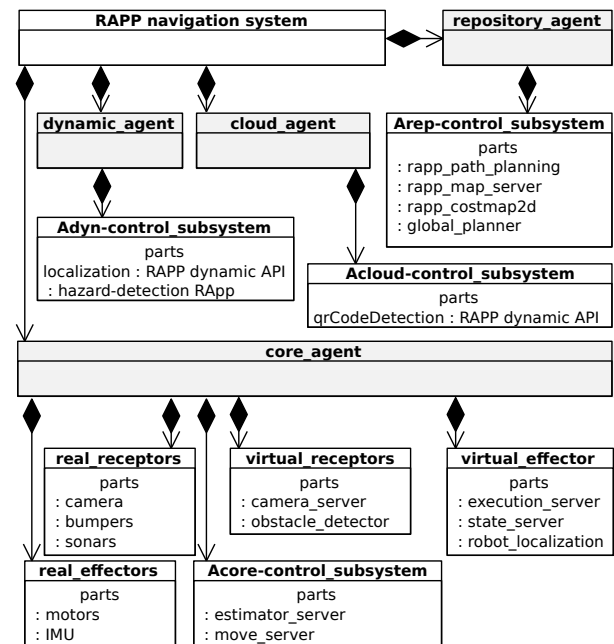 RAPP navigation system
repository_agent
dynamic_agent
cloud_agent
Arep-control_subsystem
parts
: rapp_path_planning
: rapp_map_server
: rapp_costmap2d
: global_planner
Adyn-control_subsystem
parts
localization : RAPP dynamic API
: hazard-detection RApp
Acloud-control_subsystem
parts
qrCodeDetection : RAPP dynamic API
core_agent
real_receptors
parts
: camera
: bumpers
: sonars
virtual_receptors
parts
: camera_server
: obstacle_detector
virtual_effector
parts
: execution_server
: state_server
: robot_localization
real_effectors
parts
: motors
: IMU
Acore-control_subsystem
parts
: estimator_server
: move_server